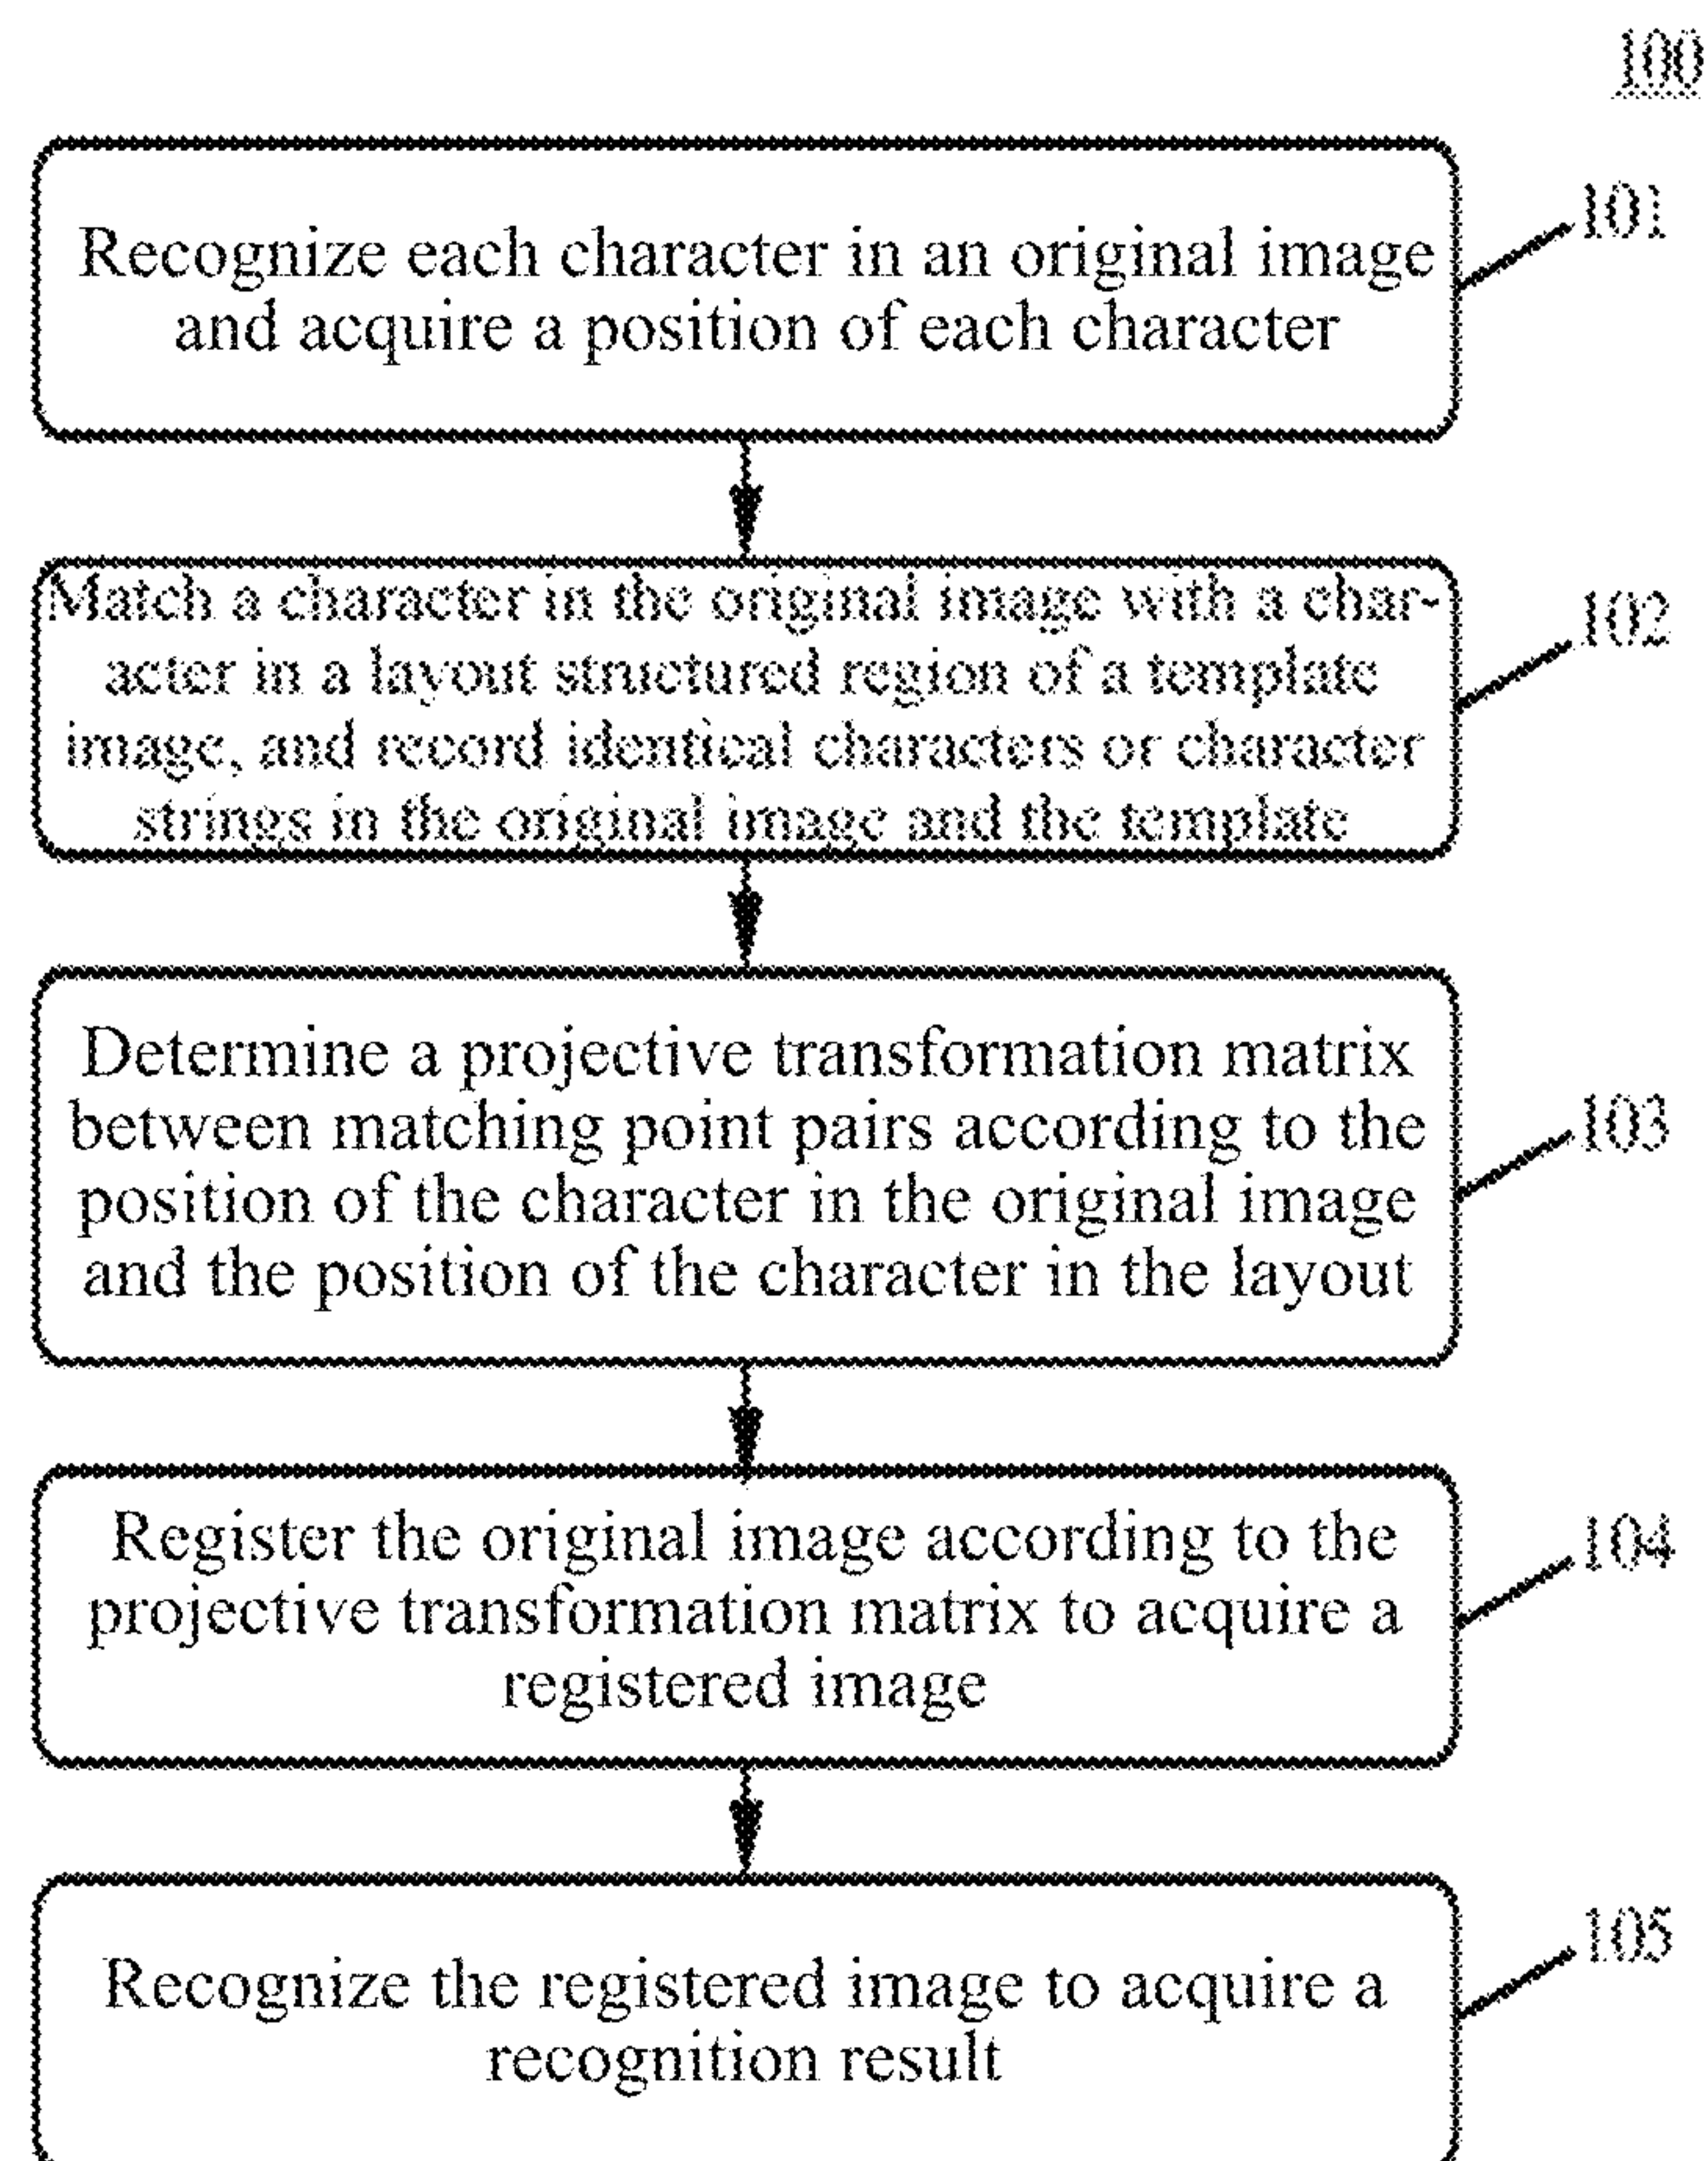 100
Recognize each character in an original image
and acquire a position of each character
101
Match a character in the original image with a char-
acter in a layout structured region of a template
image, and record identical characters or character
strings in the original image and the template
102
Determine a projective transformation matrix
between matching point pairs according to the
position of the character in the original image
and the position of the character in the layout
103
Register the original image according to the
projective transformation matrix to acquire a
registered image
104
Recognize the registered image to acquire a
recognition result
105